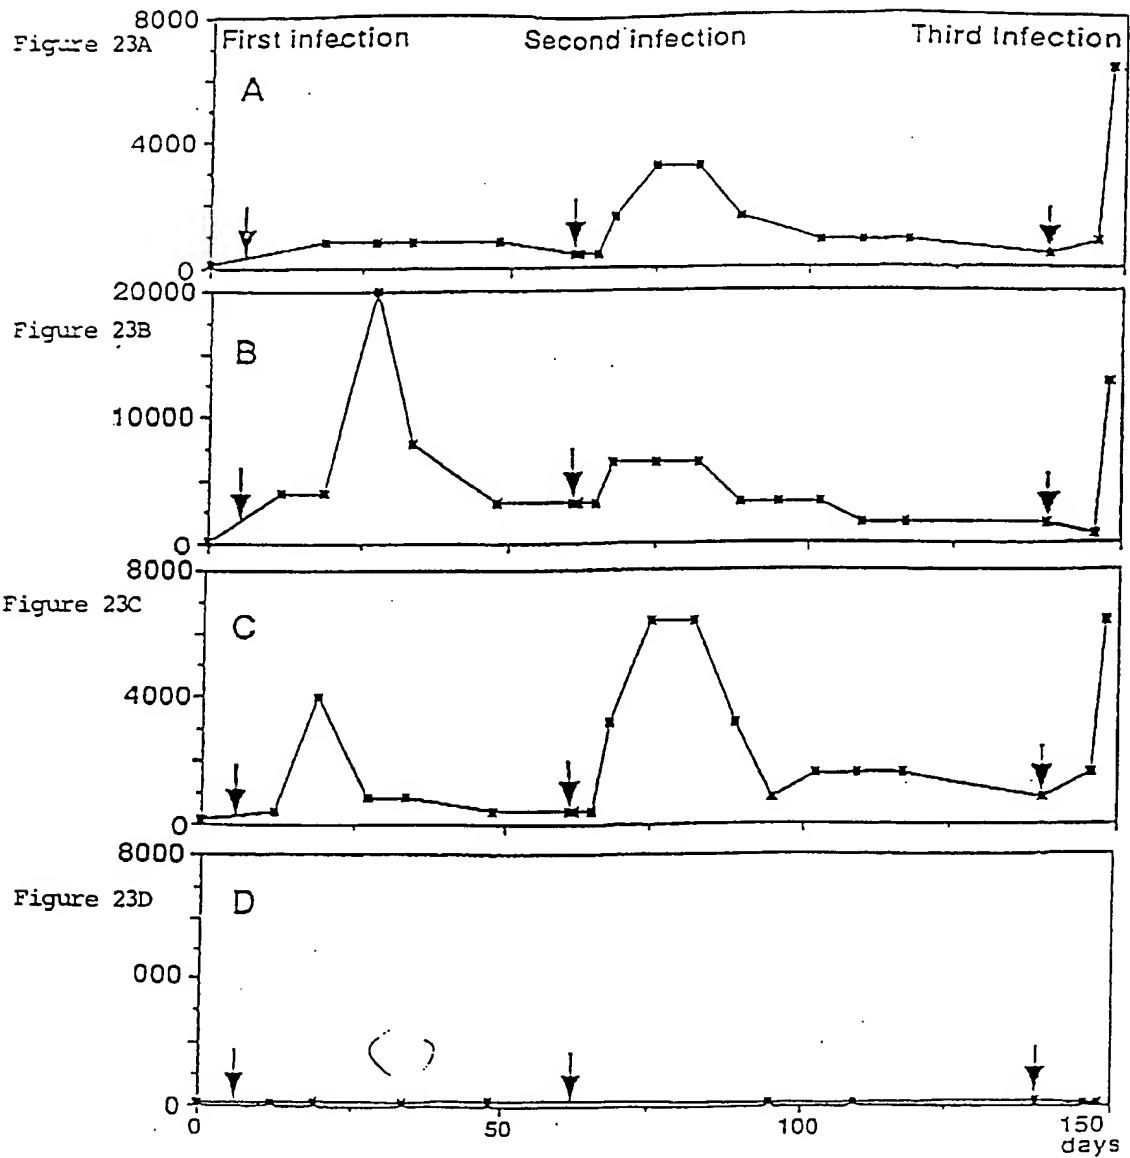 8000
Figure 23A
First infection
Second infection
Third Infection
A
4000
0
20000
Figure 23B
B
10000
0
8000
Figure 23C
C
4000
0
8000
Figure 23D
D
000
0
0
50
100
150
days